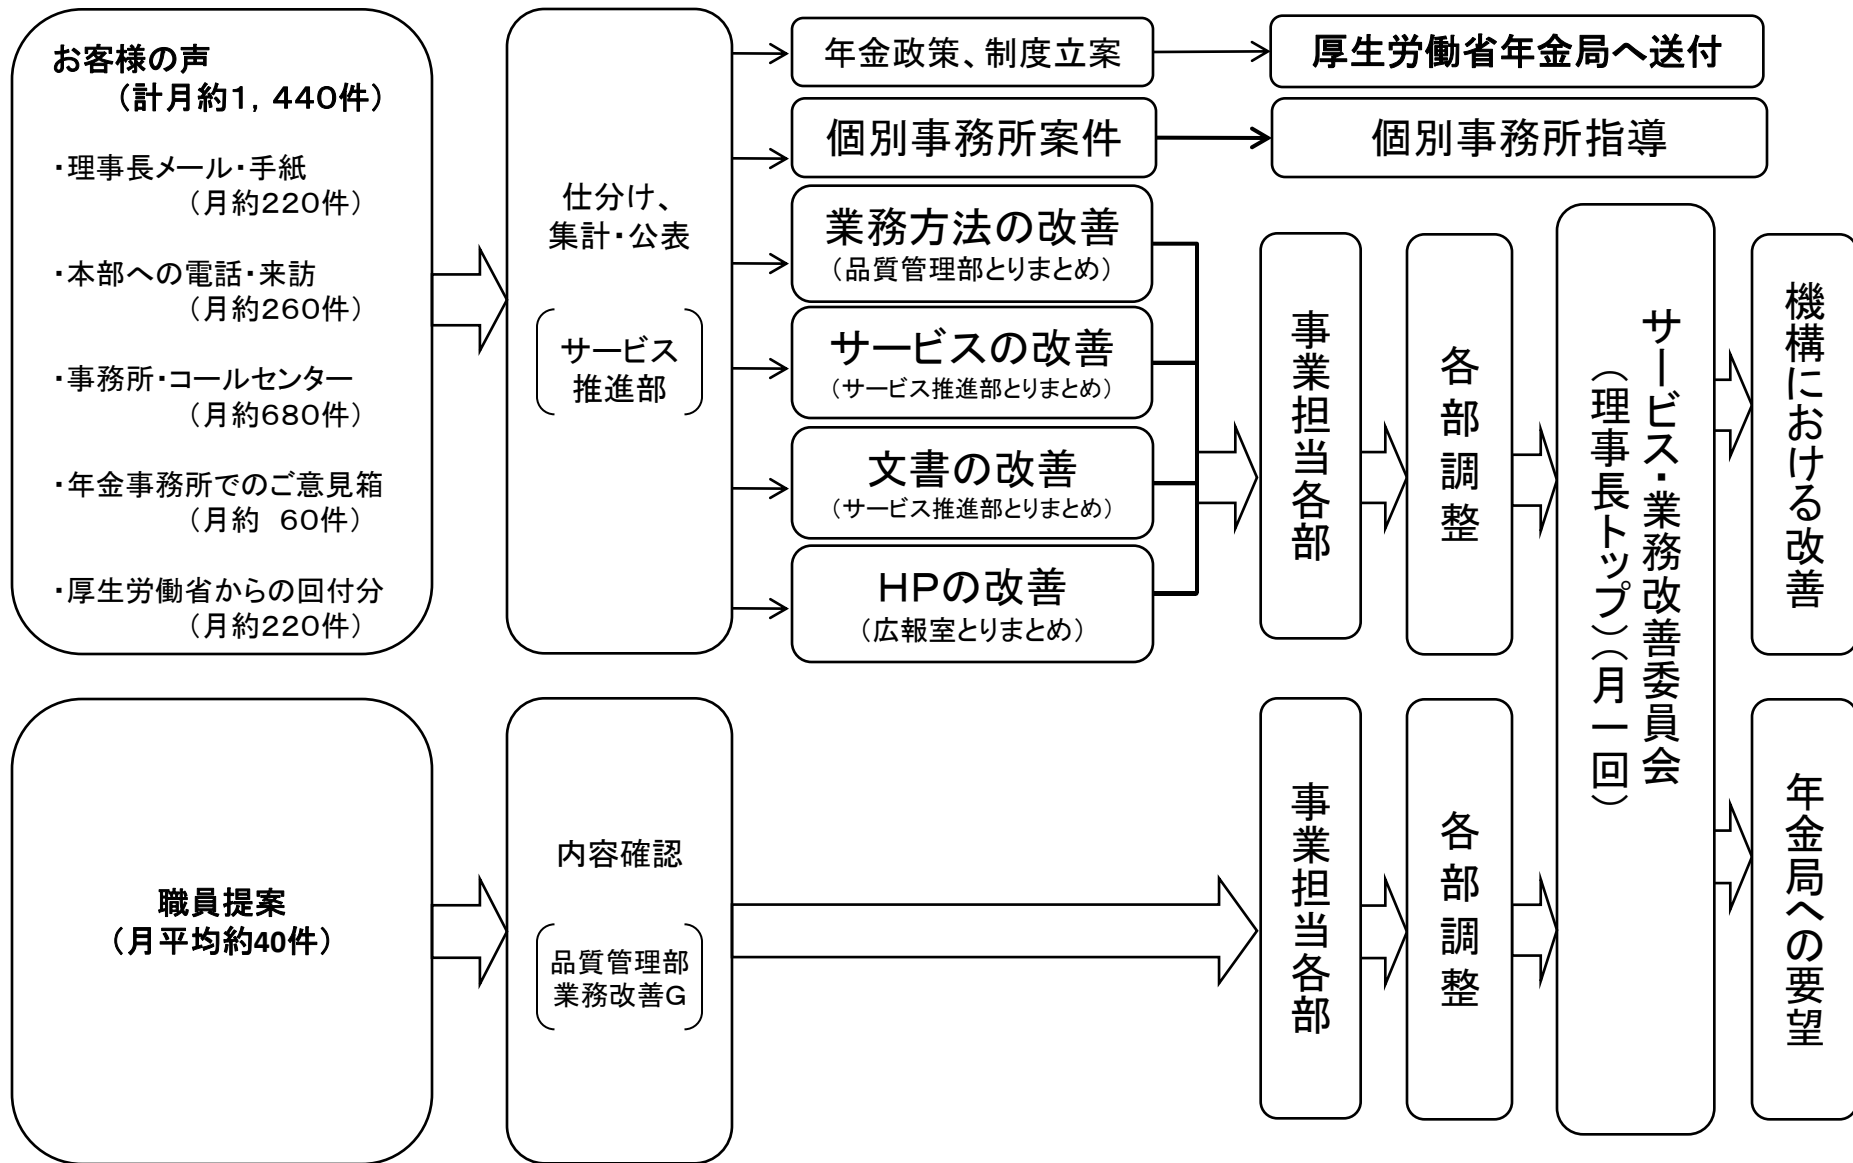 お客様の声
（計月約1，440件）
・理事長メール・手紙
（月約220件）
・本部への電話・来訪
（月約260件）
・事務所・コールセンター
（月約680件）
・年金事務所でのご意見箱
（月約　60件）
・厚生労働省からの回付分
（月約220件）
仕分け、
集計・公表
サービス
推進部
年金政策、制度立案
厚生労働省年金局へ送付
個別事務所案件
個別事務所指導
業務方法の改善
（品質管理部とりまとめ）
サービスの改善
（サービス推進部とりまとめ）
文書の改善
（サービス推進部とりまとめ）
HPの改善
（広報室とりまとめ）
事業担当各部
各部調整
サービス・業務改善委員会
（理事長トップ）（月一回）
機構における改善
職員提案
（月平均約40件）
内容確認
品質管理部
業務改善G
事業担当各部
各部調整
年金局への要望